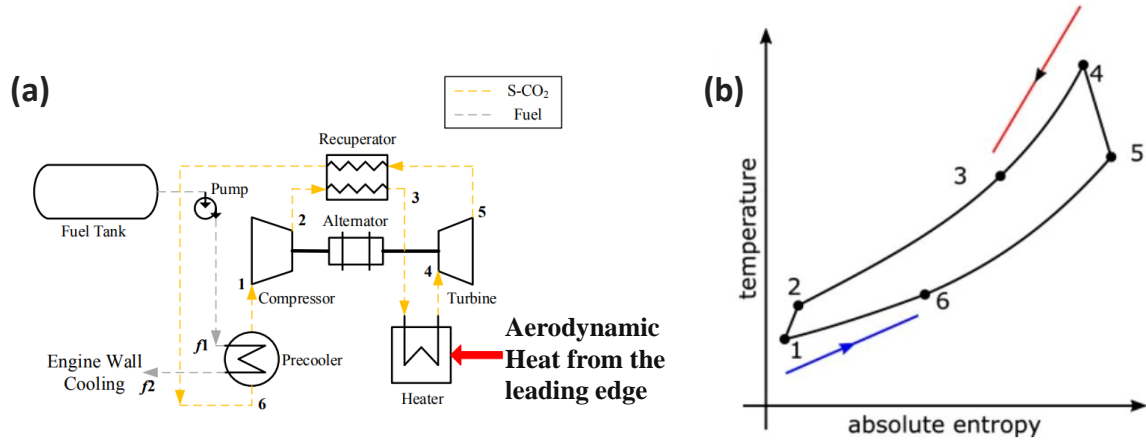 (a)
S-CO₂
Fuel
Recuperator
Pump
Fuel Tank
2
3
5
Alternator
1
4
Compressor
Turbine
f1
Precooler
Engine Wall
Cooling
f2
6
Heater
Aerodynamic
Heat from the
leading edge
(b)
temperature
4
5
3
2
6
1
absolute entropy